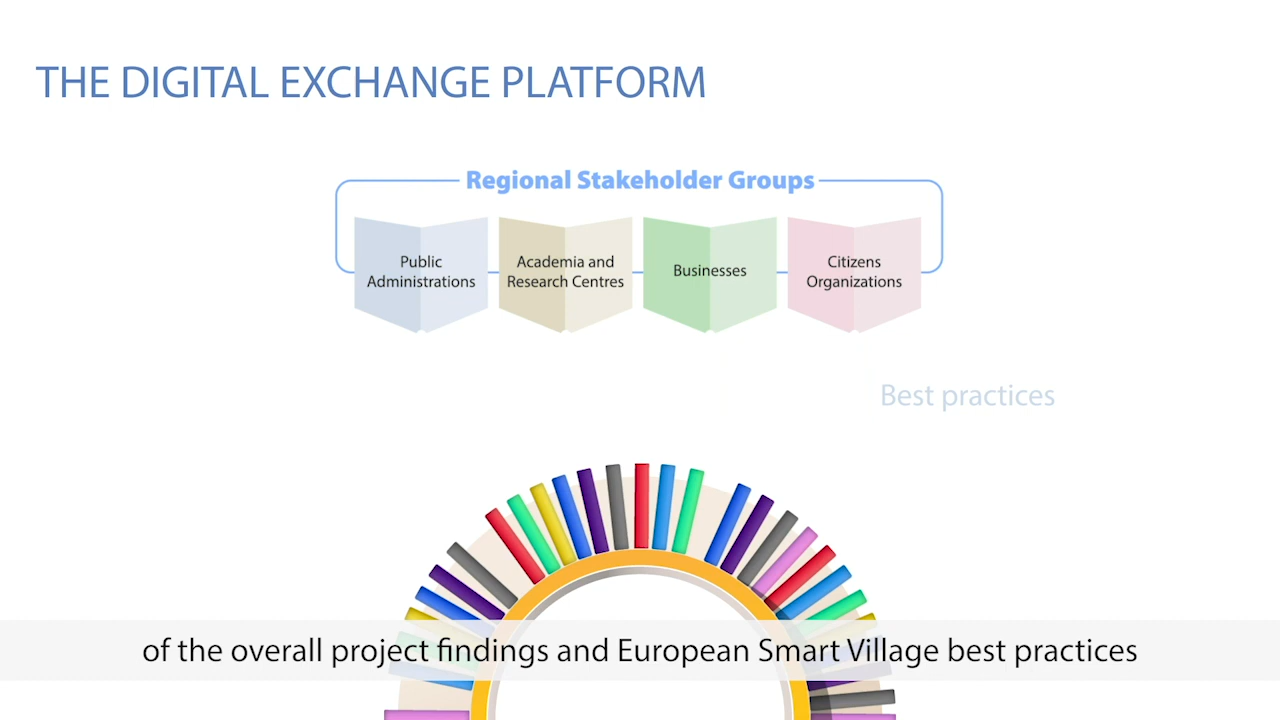 THE DIGITAL EXCHANGE PLATFORM
Regional Stakeholder Groups
Public
Administrations
Academia and
Research Centres
Businesses
Citizens
Organizations
Best practices
of the overall project findings and European Smart Village best practices